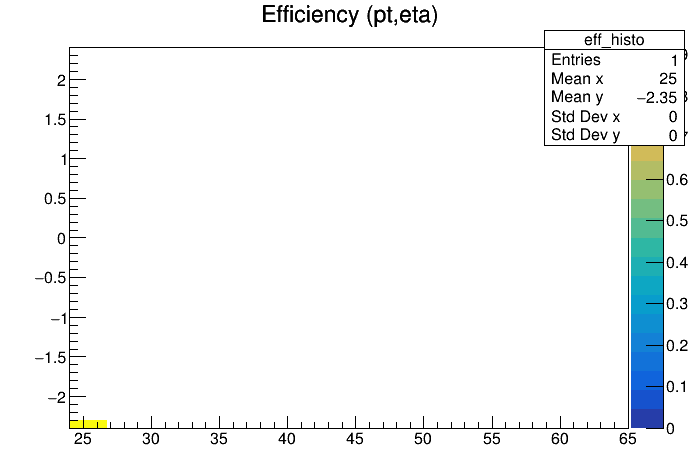 Efficiency (pt,eta)
eff_histo
Entries 1
Mean x 25
Mean y −2.35
Std Dev x 0
Std Dev y 0
2
1.5
1
0.5
0
−0.5
−1
−1.5
−2
25 30 35 40 45 50 55 60 65
0.6
0.5
0.4
0.3
0.2
0.1
0